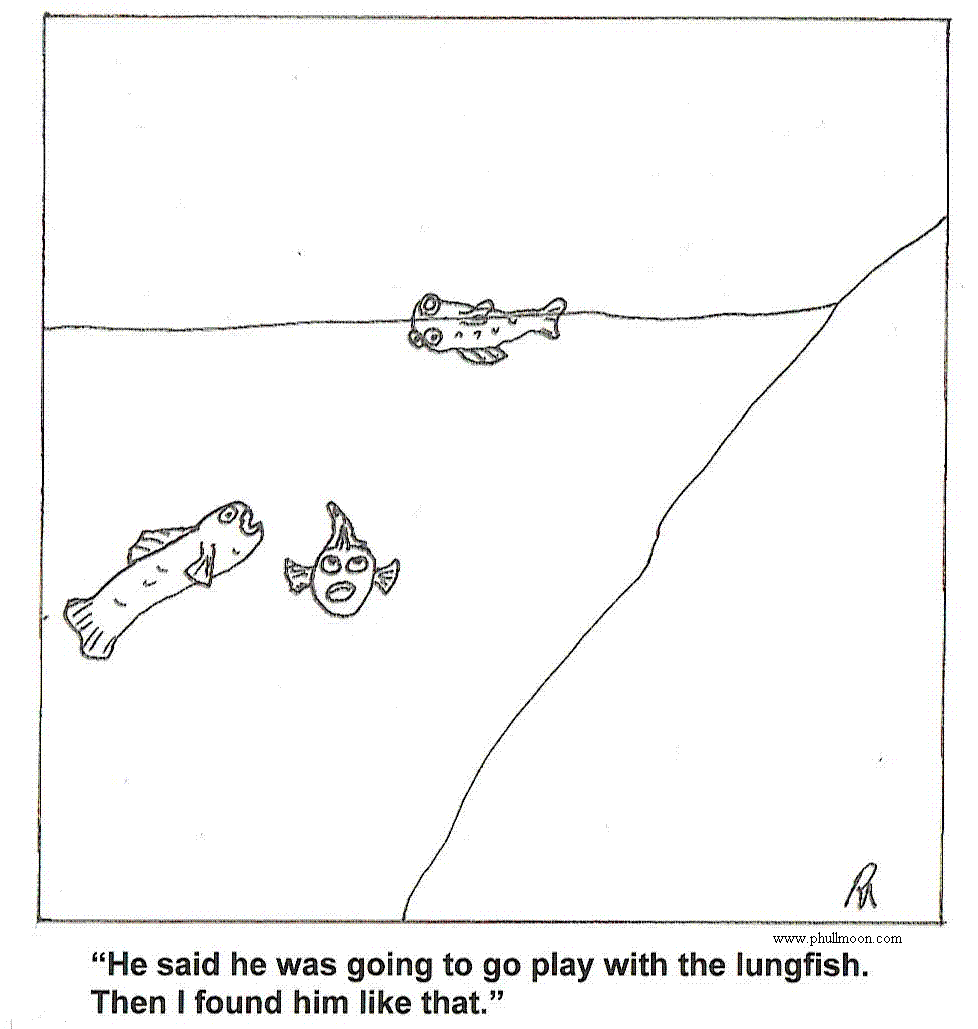 www.phullmoon.com
“He said he was going to go play with the lungfish.
Then I found him like that.”